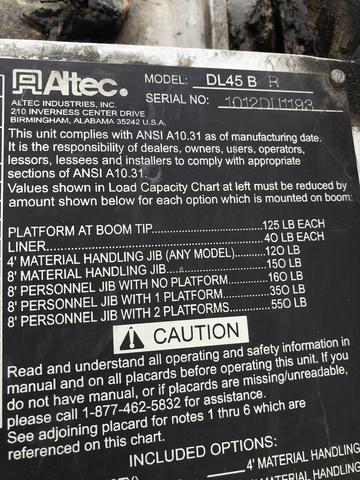 Altec.
MODEL: DL45 B R
ALTEC INDUSTRIES, INC.
210 INVERNESS CENTER DRIVE
BIRMINGHAM, ALABAMA 35242 U.S.A.
SERIAL NO: 1012DU1193
This unit complies with ANSI A10.31 as of manufacturing date.
It is the responsibility of dealers, owners, users, operators,
lessors, lessees and installers to comply with appropriate
sections of ANSI A10.31.
Values shown in Load Capacity Chart at left must be reduced by
amount shown below for each option which is mounted on boom:
PLATFORM AT BOOM TIP 125 LB EACH
LINER 40 LB EACH
4' MATERIAL HANDLING JIB (ANY MODEL) 120 LB
8' MATERIAL HANDLING JIB 150 LB
8' PERSONNEL JIB WITH NO PLATFORM 160 LB
8' PERSONNEL JIB WITH 1 PLATFORM 350 LB
8' PERSONNEL JIB WITH 2 PLATFORMS 550 LB
CAUTION
Read and understand all operating and safety information in
manual and on all placards before operating this unit. If you
do not have manual, or if placards are missing/unreadable,
please call 1-877-462-5832 for assistance.
See adjoining placard for notes 1 thru 6 which are
referenced on this chart.
INCLUDED OPTIONS:
4' MATERIAL HANDLING